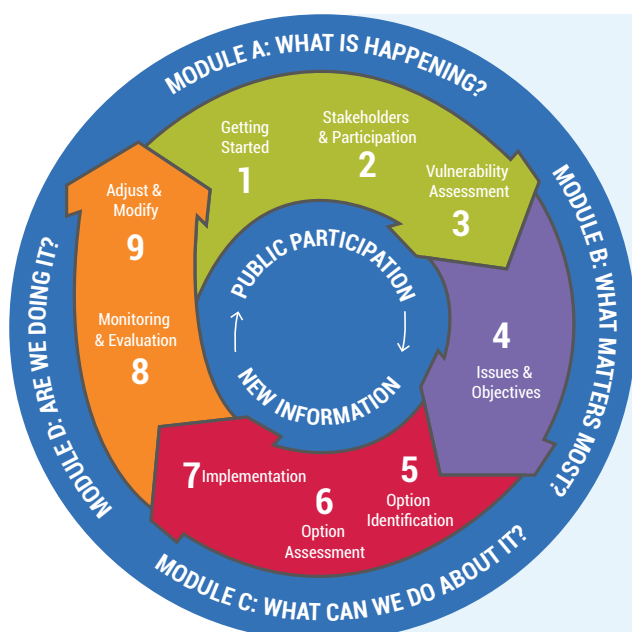 MODULE A: WHAT IS HAPPENING?
Getting
Started
1
Stakeholders
& Participation
2
Vulnerability
Assessment
3
MODULE B: WHAT MATTERS MOST?
4
Issues &
Objectives
MODULE C: WHAT CAN WE DO ABOUT IT?
5
Option
Identification
6
Option
Assessment
7 Implementation
MODULE D: ARE WE DOING IT?
Monitoring
& Evaluation
8
Adjust &
Modify
9
PUBLIC PARTICIPATION
NEW INFORMATION